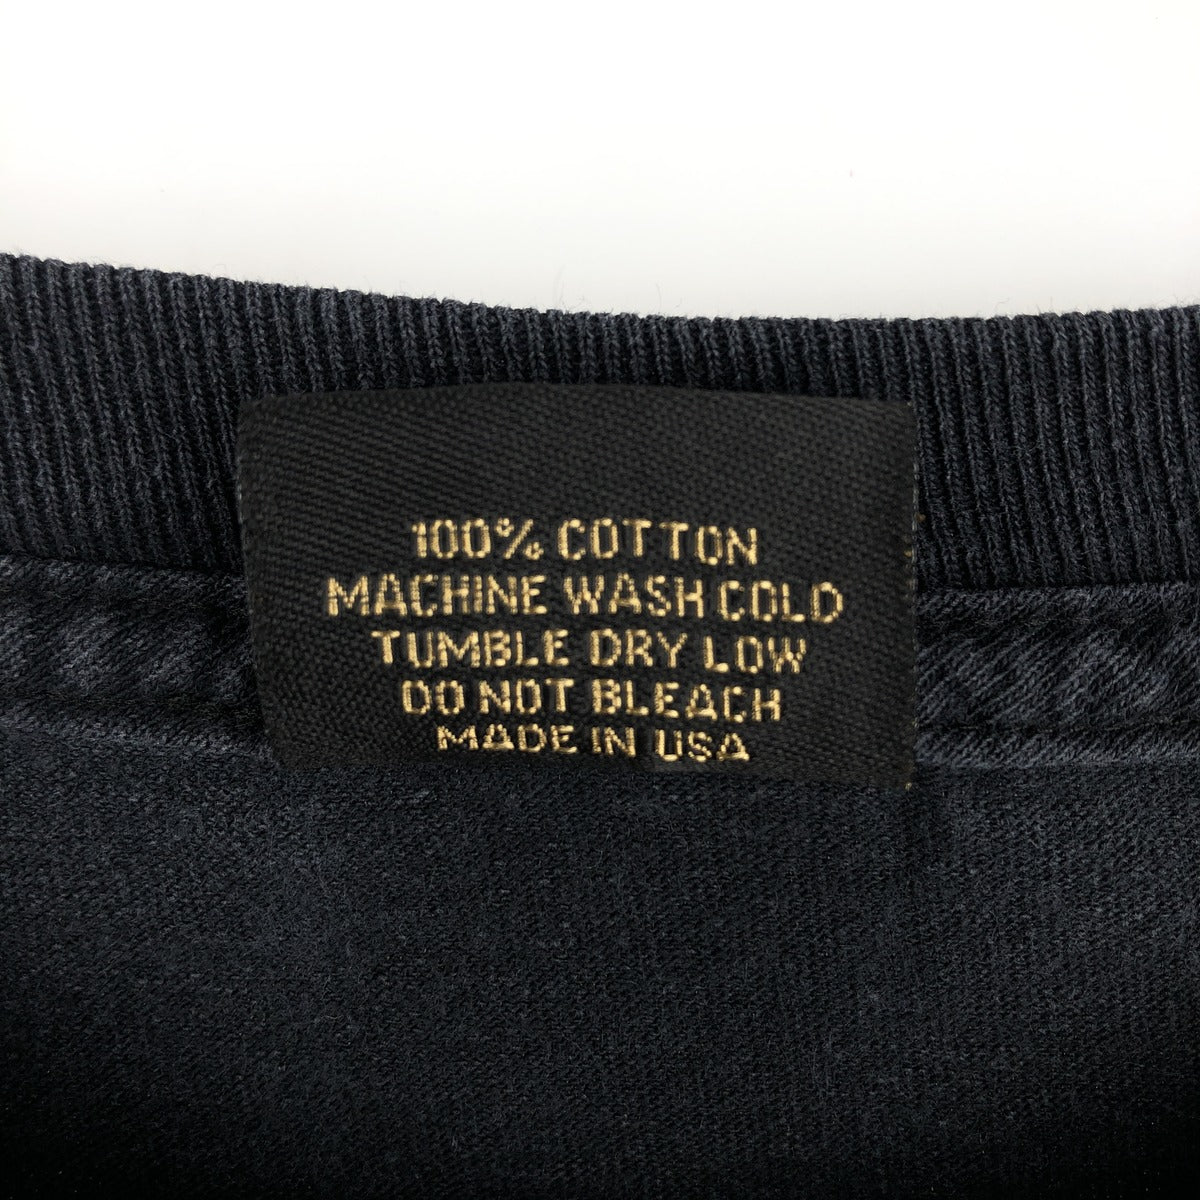 100% COTTON
MACHINE WASH COLD
TUMBLE DRY LOW
DO NOT BLEACH
MADE IN USA